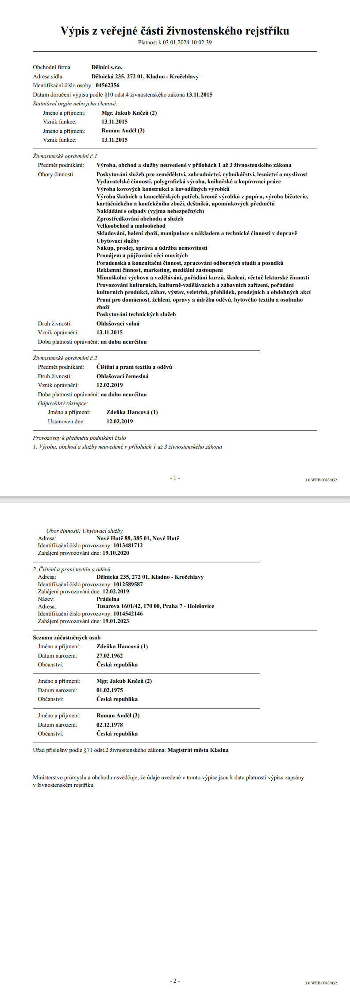 Výpis z veřejné části živnostenského rejstříku
Platnost k 03.01.2024 10:02:39
Obchodní firma Dělníci s.r.o.
Adresa sídla: Dělnická 235, 272 01, Kladno - Kročehlavy
Identifikační číslo osoby: 04562356
Datum doručení výpisu podle §10 odst.4 živnostenského zákona 13.11.2015
Statutární orgán nebo jeho členové:
Jméno a příjmení: Mgr. Jakub Knězů (2)
Vznik funkce: 13.11.2015
Jméno a příjmení: Roman Anděl (3)
Vznik funkce: 13.11.2015
Živnostenské oprávnění č.1
Předmět podnikání: Výroba, obchod a služby neuvedené v přílohách 1 až 3 živnostenského zákona
Obory činnosti: Poskytování služeb pro zemědělství, zahradnictví, rybníkářství, lesnictví a myslivost
Vydavatelské činnosti, polygrafická výroba, knihařské a kopírovací práce
Výroba kovových konstrukcí a kovodělných výrobků
Výroba školních a kancelářských potřeb, kromě výrobků z papíru, výroba bižuterie,
kartáčnického a konfekčního zboží, deštníků, upomínkových předmětů
Nakládání s odpady (vyjma nebezpečných)
Zprostředkování obchodu a služeb
Velkoobchod a maloobchod
Skladování, balení zboží, manipulace s nákladem a technické činnosti v dopravě
Ubytovací služby
Nákup, prodej, správa a údržba nemovitostí
Pronájem a půjčování věcí movitých
Poradenská a konzultační činnost, zpracování odborných studií a posudků
Reklamní činnost, marketing, mediální zastoupení
Mimoškolní výchova a vzdělávání, pořádání kurzů, školení, včetně lektorské činnosti
Provozování kulturních, kulturně-vzdělávacích a zábavních zařízení, pořádání
kulturních produkcí, zábav, výstav, veletrhů, přehlídek, prodejních a obdobných akcí
Praní pro domácnost, žehlení, opravy a údržba oděvů, bytového textilu a osobního
zboží
Poskytování technických služeb
Druh živnosti: Ohlašovací volná
Vznik oprávnění: 13.11.2015
Doba platnosti oprávnění: na dobu neurčitou
Živnostenské oprávnění č.2
Předmět podnikání: Čištění a praní textilu a oděvů
Druh živnosti: Ohlašovací řemeslná
Vznik oprávnění: 12.02.2019
Doba platnosti oprávnění: na dobu neurčitou
Odpovědný zástupce:
Jméno a příjmení: Zdeňka Hancová (1)
Ustanoven dne: 12.02.2019
Provozovny k předmětu podnikání číslo
1. Výroba, obchod a služby neuvedené v přílohách 1 až 3 živnostenského zákona
- 1 -
3.0 WEB 0043/032
Obor činnosti: Ubytovací služby
Adresa: Nové Hutě 88, 385 01, Nové Hutě
Identifikační číslo provozovny: 1013481712
Zahájení provozování dne: 19.10.2020
2. Čištění a praní textilu a oděvů
Adresa: Dělnická 235, 272 01, Kladno - Kročehlavy
Identifikační číslo provozovny: 1012589587
Zahájení provozování dne: 12.02.2019
Název: Prádelna
Adresa: Tusarova 1601/42, 170 00, Praha 7 - Holešovice
Identifikační číslo provozovny: 1014542146
Zahájení provozování dne: 19.01.2023
Seznam zúčastněných osob
Jméno a příjmení: Zdeňka Hancová (1)
Datum narození: 27.02.1962
Občanství: Česká republika
Jméno a příjmení: Mgr. Jakub Knězů (2)
Datum narození: 01.02.1975
Občanství: Česká republika
Jméno a příjmení: Roman Anděl (3)
Datum narození: 02.12.1978
Občanství: Česká republika
Úřad příslušný podle §71 odst.2 živnostenského zákona: Magistrát města Kladna
Ministerstvo průmyslu a obchodu osvědčuje, že údaje uvedené v tomto výpise jsou k datu platnosti výpisu zapsány
v živnostenském rejstříku.
- 2 -
3.0 WEB 0043/032